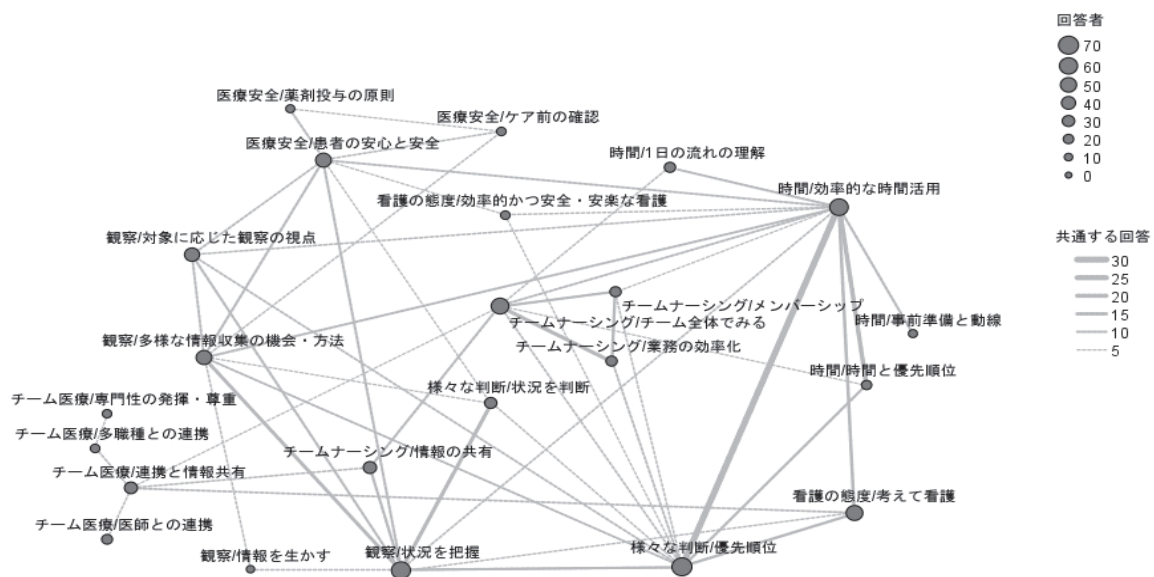 回答者
70
60
50
40
30
20
10
0
医療安全/薬剤投与の原則
医療安全/ケア前の確認
医療安全/患者の安心と安全
時間/1日の流れの理解
時間/効率的な時間活用
看護の態度/効率的かつ安全・安楽な看護
観察/対象に応じた観察の視点
共通する回答
30
25
20
15
10
5
チームナーシング/メンバーシップ
チームナーシング/チーム全体でみる
時間/事前準備と動線
観察/多様な情報収集の機会・方法
チームナーシング/業務の効率化
時間/時間と優先順位
様々な判断/状況を判断
チーム医療/専門性の発揮・尊重
チーム医療/多職種との連携
チームナーシング/情報の共有
チーム医療/連携と情報共有
看護の態度/考えて看護
チーム医療/医師との連携
観察/情報を生かす
観察/状況を把握
様々な判断/優先順位